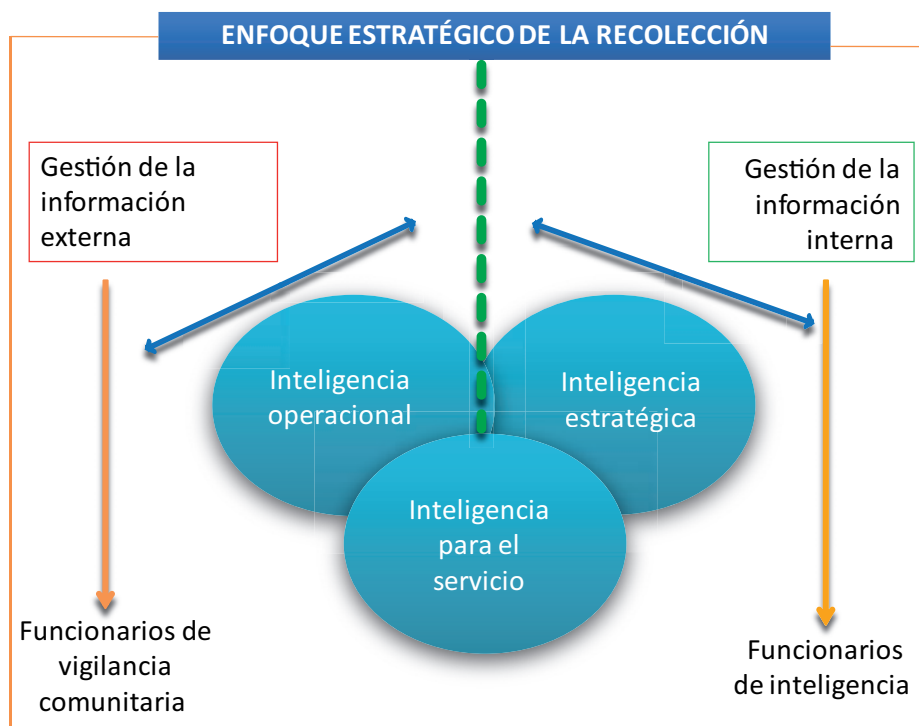 ENFOQUE ESTRATÉGICO DE LA RECOLECCIÓN
Gestión de la
información
externa
Gestión de la
información
interna
Inteligencia
operacional
Inteligencia
estratégica
Inteligencia
para el
servicio
Funcionarios de
vigilancia
comunitaria
Funcionarios
de inteligencia